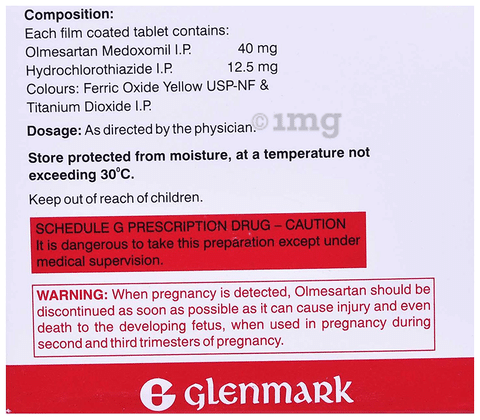 Composition:
Each film coated tablet contains:
Olmesartan Medoxomil I.P. 40 mg
Hydrochlorothiazide I.P. 12.5 mg
Colours: Ferric Oxide Yellow USP-NF &
Titanium Dioxide I.P.
Dosage: As directed by the physician.
©1mg
Store protected from moisture, at a temperature not
exceeding 30°C.
Keep out of reach of children.
SCHEDULE G PRESCRIPTION DRUG – CAUTION
It is dangerous to take this preparation except under
medical supervision.
WARNING: When pregnancy is detected, Olmesartan should be
discontinued as soon as possible as it can cause injury and even
death to the developing fetus, when used in pregnancy during
second and third trimesters of pregnancy.
glenmark